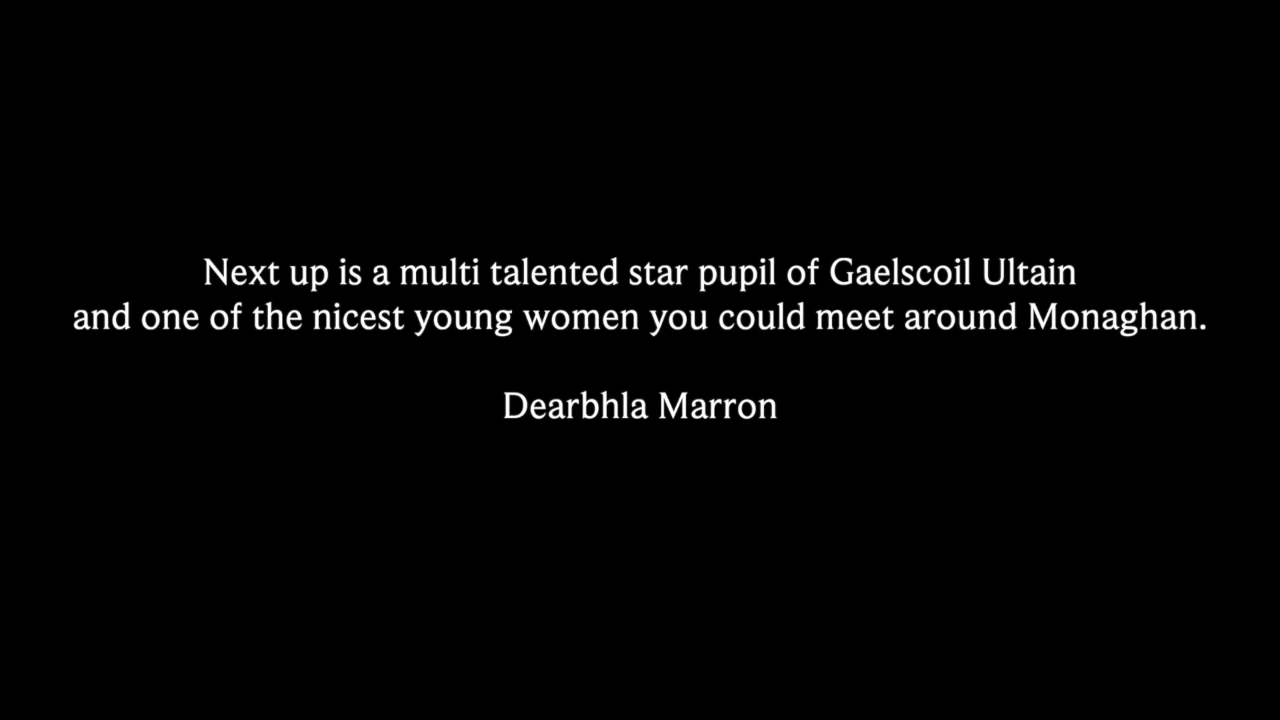 Next up is a multi talented star pupil of Gaelscoil Ultain
and one of the nicest young women you could meet around Monaghan.
Dearbhla Marron